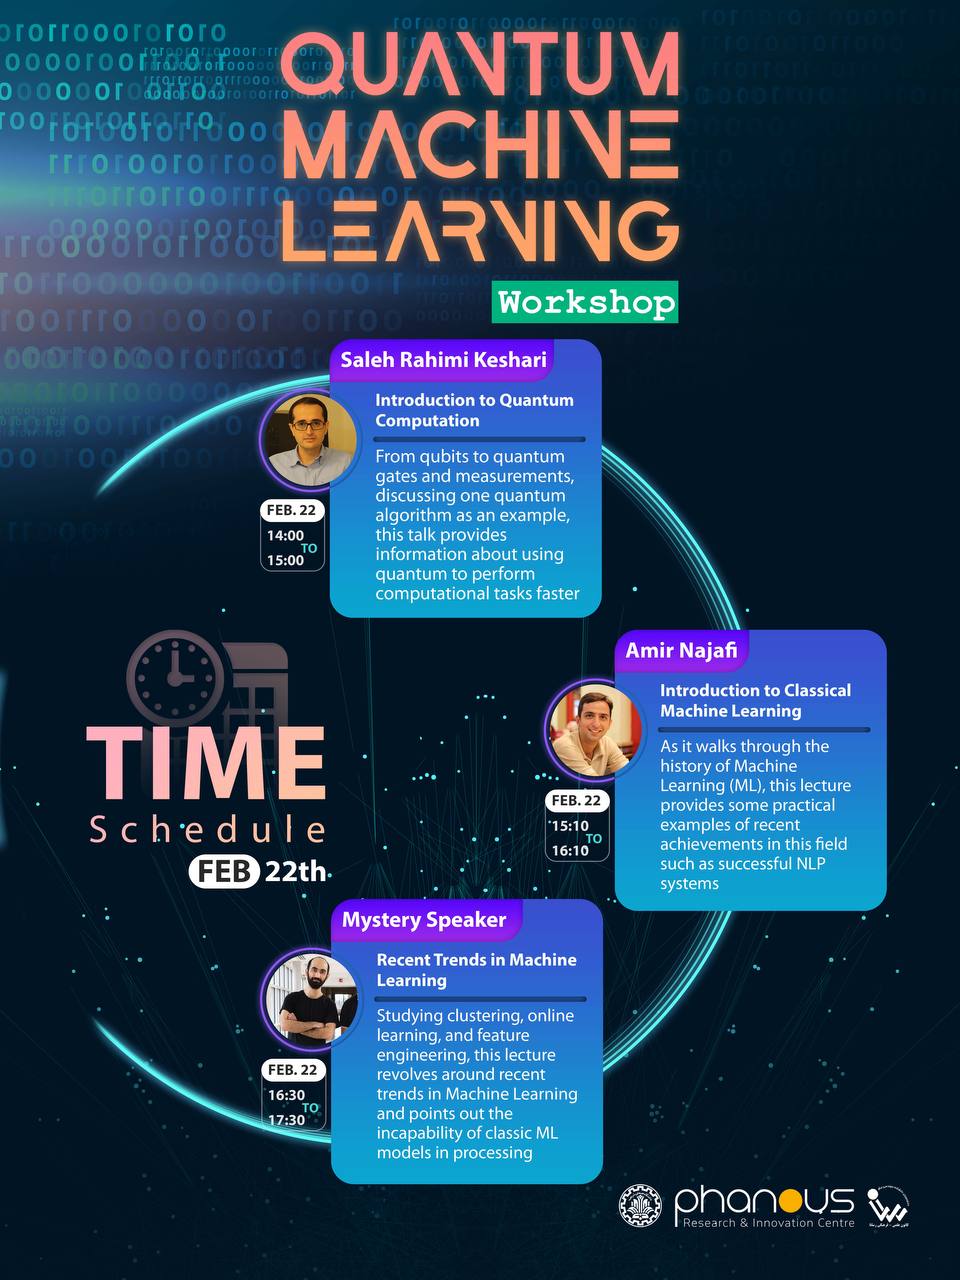 QUANTUM
MACHINE
LEARNING
Workshop
Saleh Rahimi Keshari
Introduction to Quantum
Computation
From qubits to quantum
gates and measurements,
discussing one quantum
algorithm as an example,
this talk provides
information about using
quantum to perform
computational tasks faster
FEB. 22
14:00
TO
15:00
Amir Najafi
Introduction to Classical
Machine Learning
As it walks through the
history of Machine
Learning (ML), this lecture
provides some practical
examples of recent
achievements in this field
such as successful NLP
systems
FEB. 22
15:10
TO
16:10
TIME
Schedule
FEB 22th
Mystery Speaker
Recent Trends in Machine
Learning
Studying clustering, online
learning, and feature
engineering, this lecture
revolves around recent
trends in Machine Learning
and points out the
incapability of classic ML
models in processing
FEB. 22
16:30
TO
17:30
phanous
Research & Innovation Centre